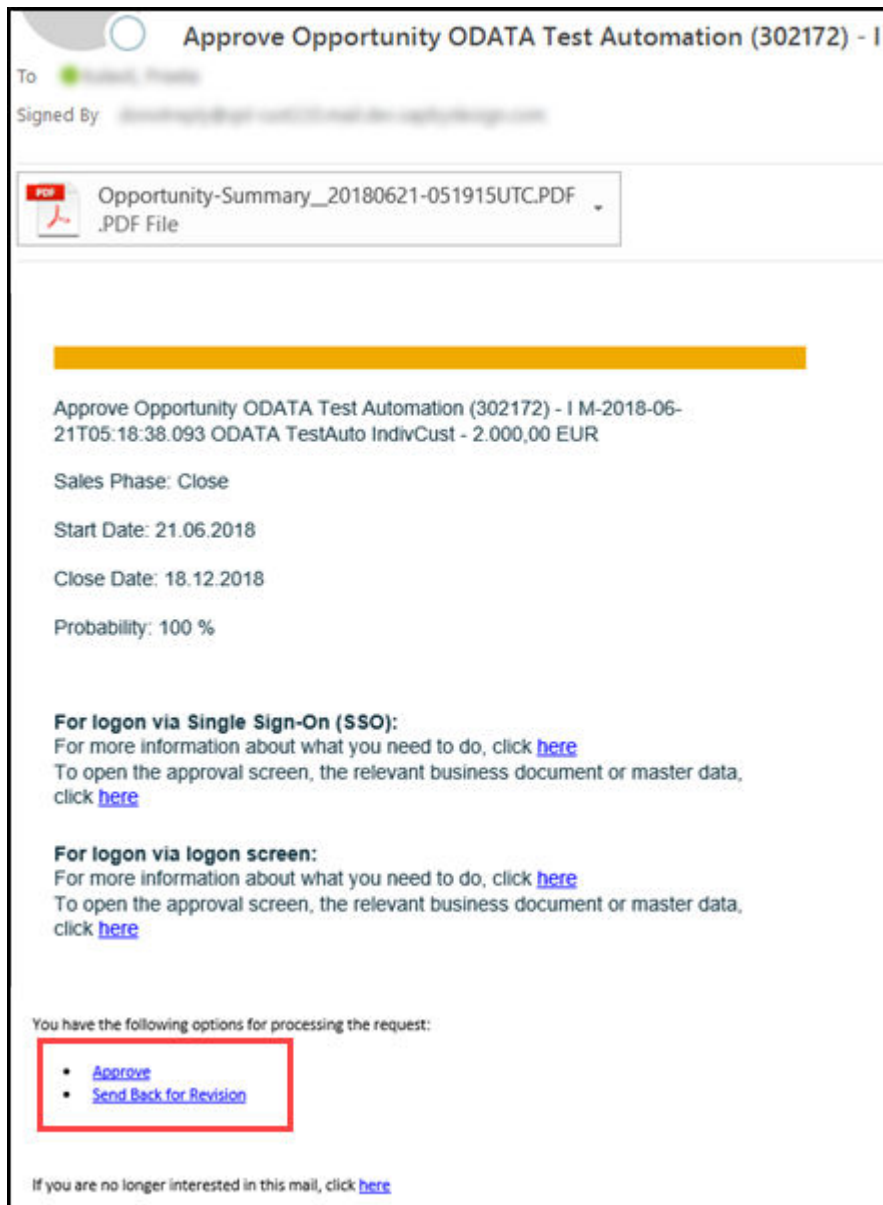 Approve Opportunity ODATA Test Automation (302172) - I
To
Signed By
PDF
Opportunity-Summary__20180621-051915UTC.PDF
.PDF File
Approve Opportunity ODATA Test Automation (302172) - I M-2018-06-
21T05:18:38.093 ODATA TestAuto IndivCust - 2.000,00 EUR
Sales Phase: Close
Start Date: 21.06.2018
Close Date: 18.12.2018
Probability: 100 %
For logon via Single Sign-On (SSO):
For more information about what you need to do, click here
To open the approval screen, the relevant business document or master data,
click here
For logon via logon screen:
For more information about what you need to do, click here
To open the approval screen, the relevant business document or master data,
click here
You have the following options for processing the request:
• Approve
• Send Back for Revision
If you are no longer interested in this mail, click here